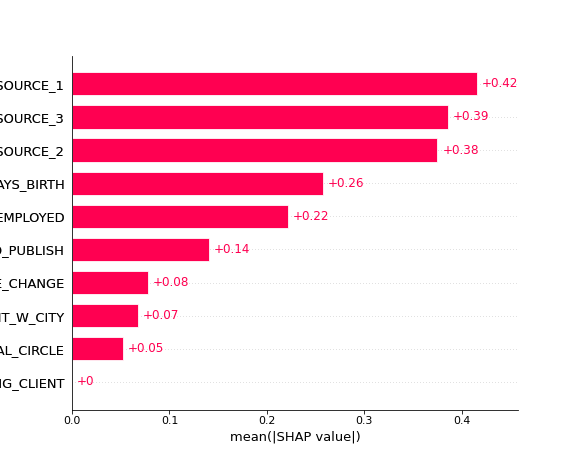 SOURCE_1 +0.42
SOURCE_3 +0.39
SOURCE_2 +0.38
AYS_BIRTH +0.26
EMPLOYED +0.22
_PUBLISH +0.14
E_CHANGE +0.08
IT_W_CITY +0.07
AL_CIRCLE +0.05
NG_CLIENT +0
0.0 0.1 0.2 0.3 0.4
mean(|SHAP value|)